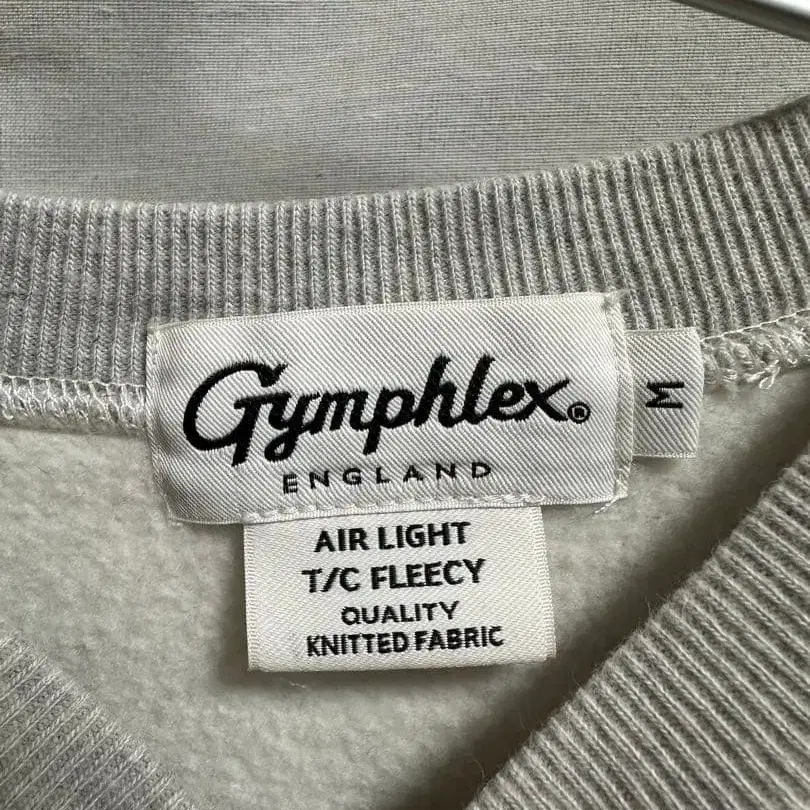 Gymphlex®
ENGLAND
M
AIR LIGHT
T/C FLEECY
QUALITY
KNITTED FABRIC